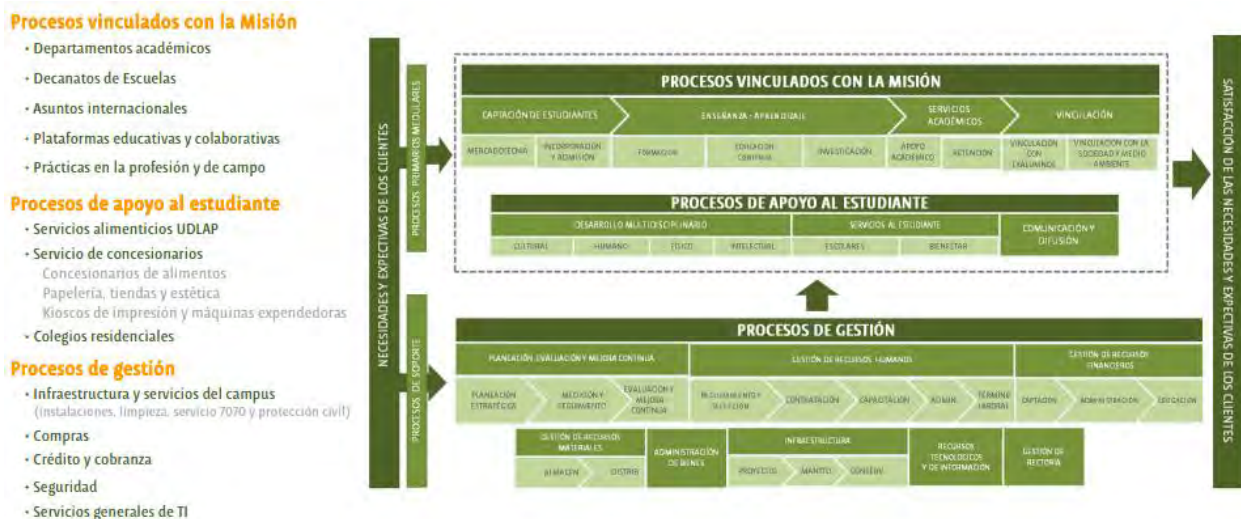 Procesos vinculados con la Misión
• Departamentos académicos
• Decanatos de Escuelas
• Asuntos internacionales
• Plataformas educativas y colaborativas
• Prácticas en la profesión y de campo
Procesos de apoyo al estudiante
• Servicios alimenticios UDLAP
• Servicio de concesionarios
Concesionarios de alimentos
Papelería, tiendas y estética
Kioscos de impresión y máquinas expendedoras
• Colegios residenciales
Procesos de gestión
• Infraestructura y servicios del campus
(instalaciones, limpieza, servicio 7070 y protección civil)
• Compras
• Crédito y cobranza
• Seguridad
• Servicios generales de TI
NECESIDADES Y EXPECTIVAS DE LOS CLIENTES
PROCESOS PRIMARIOS MEDULARES
PROCESOS VINCULADOS CON LA MISIÓN
CAPTACIÓN DE ESTUDIANTES
ENSEÑANZA - APRENDIZAJE
SERVICIOS
ACADÉMICOS
VINCULACIÓN
MERCADOTECNIA
INCORPORACIÓN
Y ADMISIÓN
FORMACIÓN
EDUCACIÓN
CONTINUA
INVESTIGACIÓN
APOYO
ACADÉMICO
RETENCIÓN
VINCULACIÓN
CON
EXALUMNOS
VINCULACIÓN CON LA
SOCIEDAD Y MEDIO
AMBIENTE
PROCESOS DE APOYO AL ESTUDIANTE
DESARROLLO MULTIDISCIPLINARIO
SERVICIOS AL ESTUDIANTE
COMUNICACIÓN Y
DIFUSIÓN
CULTURAL
HUMANO
FÍSICO
INTELECTUAL
ESCOLARES
BIENESTAR
PROCESOS DE SOPORTE
PROCESOS DE GESTIÓN
PLANEACIÓN, EVALUACIÓN Y MEJORA CONTINUA
GESTIÓN DE RECURSOS HUMANOS
GESTIÓN DE RECURSOS
FINANCIEROS
PLANEACIÓN
ESTRATÉGICA
MEDICIÓN Y
SEGUIMIENTO
EVALUACIÓN Y
MEJORA
CONTINUA
RECLUTAMIENTO Y
SELECCIÓN
CONTRATACIÓN
CAPACITACIÓN
ADMIN.
TÉRMINO
LABORAL
CAPTACIÓN
ADMINISTRACIÓN
GESTIÓN DE RECURSOS
MATERIALES
ALMACÉN
DISTRIB
ADMINISTRACIÓN
DE BIENES
INFRAESTRUCTURA
PROYECTOS
MANTTO.
CONSERV.
RECURSOS
TECNOLÓGICOS
Y DE INFORMACIÓN
GESTIÓN DE
RECTORÍA
SATISFACCIÓN DE LAS NECESIDADES Y EXPECTIVAS DE LOS CLIENTES